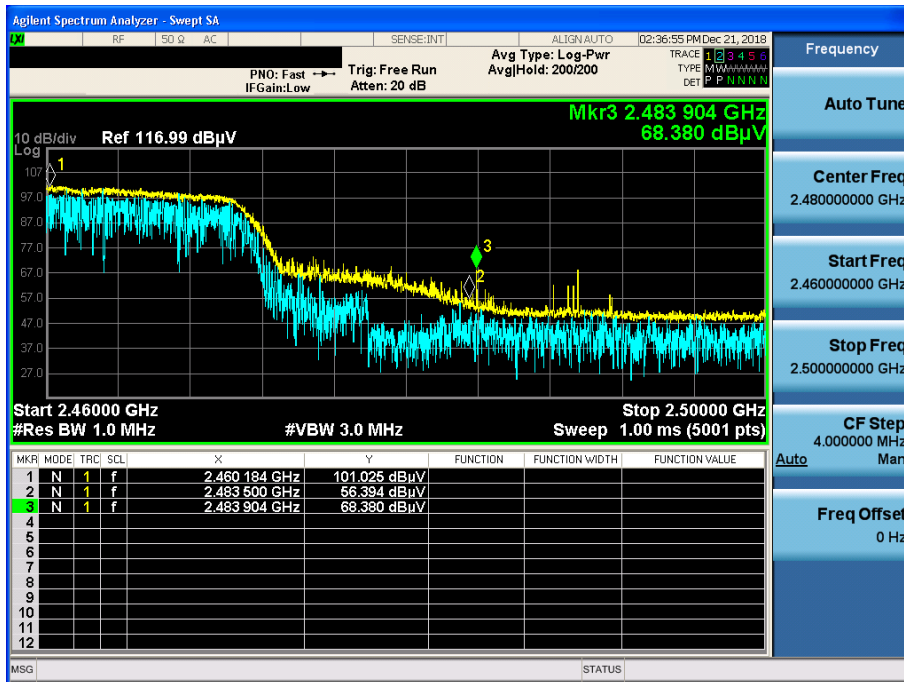 Agilent Spectrum Analyzer - Swept SA
LXI RF 50 Ω AC SENSE:INT ALIGN AUTO 02:36:55 PM Dec 21, 2018
PNO: Fast Trig: Free Run Avg Type: Log-Pwr TRACE 1 2 3 4 5 6
IFGain:Low Atten: 20 dB Avg|Hold: 200/200 TYPE M W W W W W
DET P P N N N N
Mkr3 2.483 904 GHz
68.380 dBµV
10 dB/div Ref 116.99 dBµV
Log
107
97.0
87.0
77.0
67.0
57.0
47.0
37.0
27.0
1
3
2
Start 2.46000 GHz Stop 2.50000 GHz
#Res BW 1.0 MHz #VBW 3.0 MHz Sweep 1.00 ms (5001 pts)
MKR MODE TRC SCL X Y FUNCTION FUNCTION WIDTH FUNCTION VALUE
1 N 1 f 2.460 184 GHz 101.025 dBµV
2 N 1 f 2.483 500 GHz 56.394 dBµV
3 N 1 f 2.483 904 GHz 68.380 dBµV
4
5
6
7
8
9
10
11
12
MSG STATUS
Frequency
Auto Tune
Center Freq
2.480000000 GHz
Start Freq
2.460000000 GHz
Stop Freq
2.500000000 GHz
CF Step
4.000000 MHz
Auto Man
Freq Offset
0 Hz